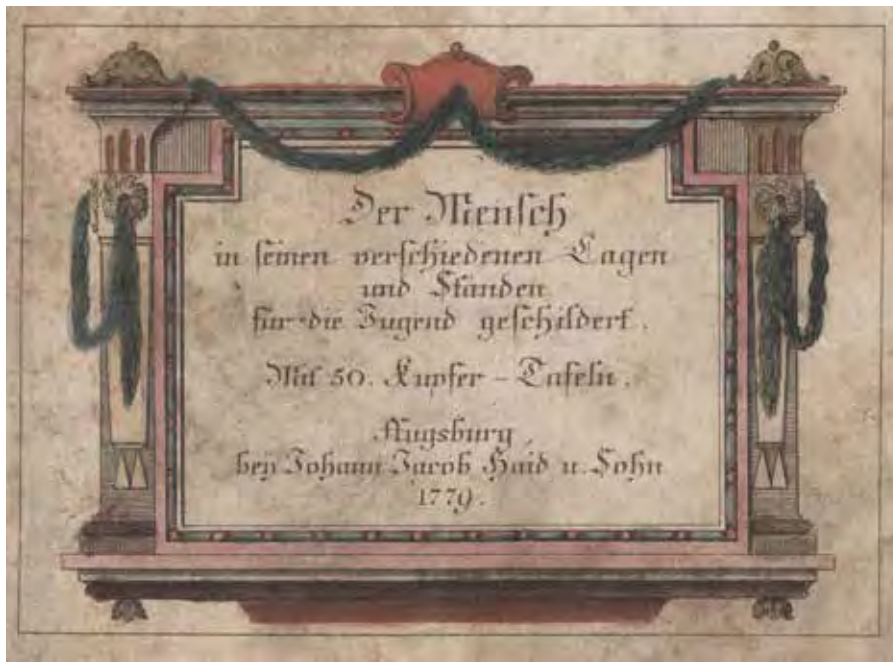 Der Mensch
in seinen verschiedenen Lagen
und Ständen
für die Jugend geschildert.
Mit 50. Kupfer-Tafeln.
Augsburg,
bey Johann Jacob Haid u. Sohn
1779.